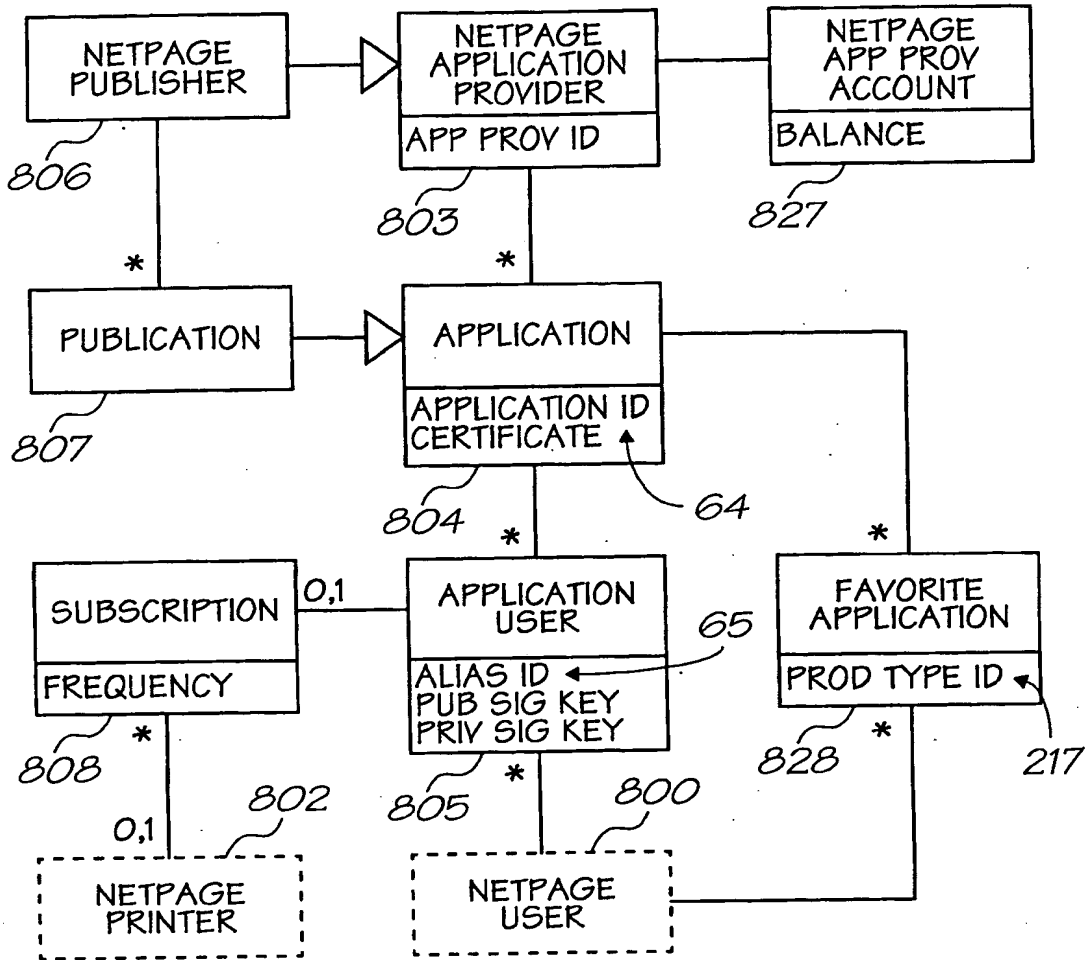 NETPAGE
PUBLISHER
806
NETPAGE
APPLICATION
PROVIDER
APP PROV ID
803
NETPAGE
APP PROV
ACCOUNT
BALANCE
827
*
*
PUBLICATION
807
APPLICATION
APPLICATION ID
CERTIFICATE
804
64
*
*
SUBSCRIPTION
FREQUENCY
808
0,1
APPLICATION
USER
ALIAS ID
PUB SIG KEY
PRIV SIG KEY
805
65
FAVORITE
APPLICATION
PROD TYPE ID
828
217
*
*
*
0,1
802
NETPAGE
PRINTER
800
NETPAGE
USER